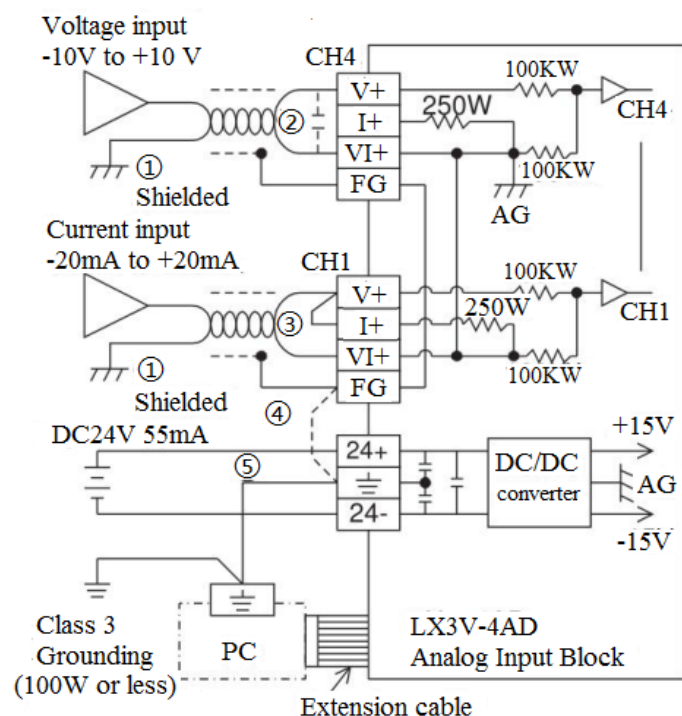 Voltage input
-10V to +10 V
CH4
V+
I+
VI+
FG
①
Shielded
②
250W
100KW
100KW
CH4
AG
Current input
-20mA to +20mA
CH1
V+
I+
VI+
FG
①
Shielded
③
④
100KW
250W
100KW
CH1
DC24V 55mA
⑤
24+
24-
DC/DC
converter
+15V
AG
-15V
Class 3
Grounding
(100W or less)
PC
LX3V-4AD
Analog Input Block
Extension cable